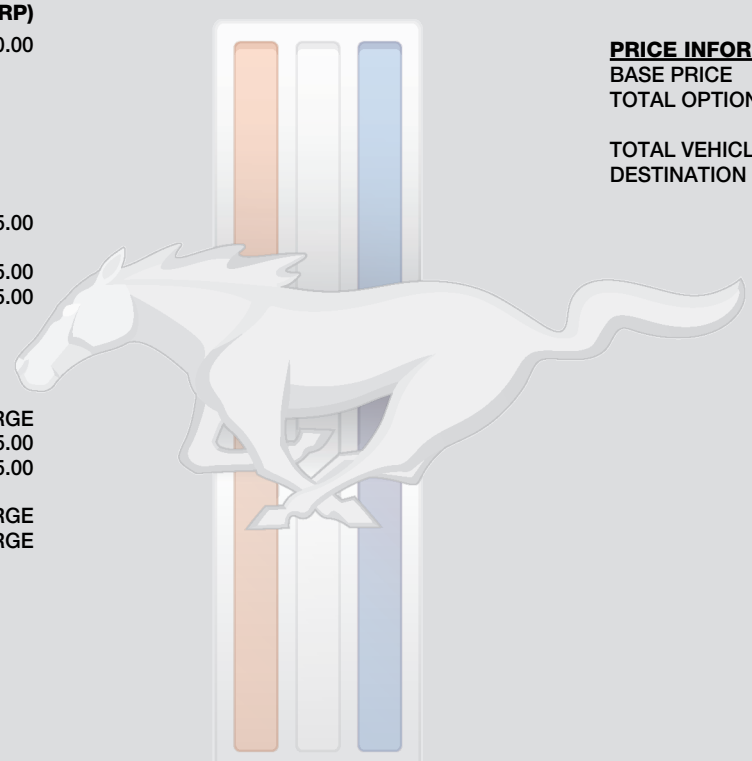 RP)
0.00
5.00
5.00
5.00
RGE
5.00
5.00
RGE
RGE
PRICE INFOR
BASE PRICE
TOTAL OPTION
TOTAL VEHICL
DESTINATION